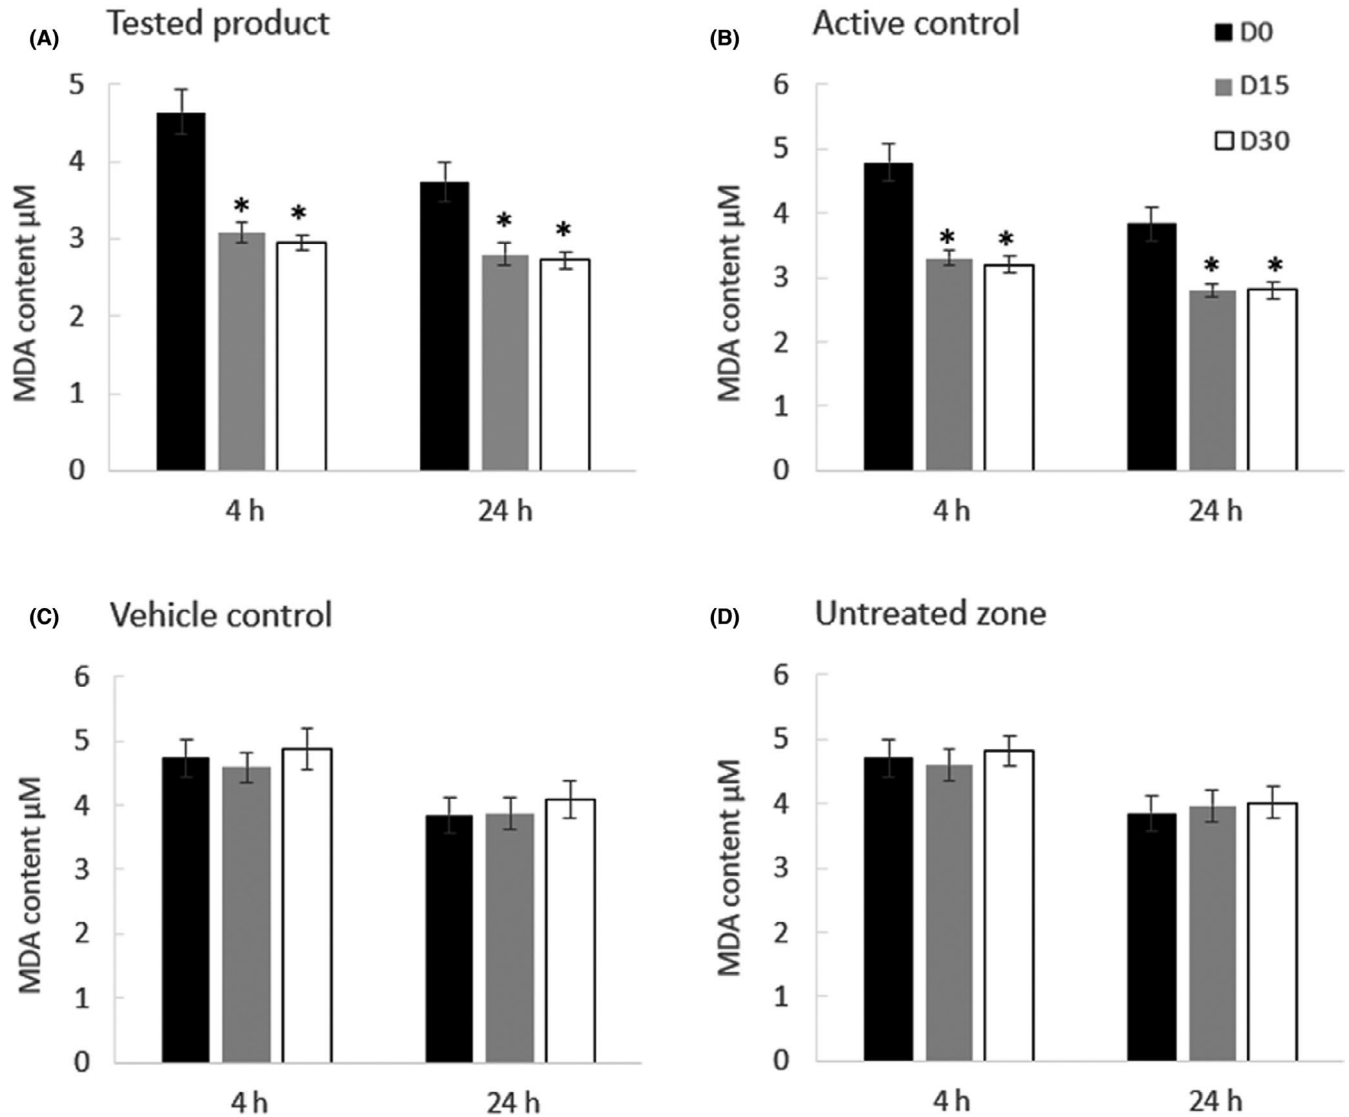 (A) Tested product
5
4
3
2
1
0
MDA content µM
* *
* *
4 h 24 h
(B) Active control
D0
D15
D30
6
5
4
3
2
1
0
MDA content µM
* *
* *
4 h 24 h
(C) Vehicle control
6
5
4
3
2
1
0
MDA content µM
4 h 24 h
(D) Untreated zone
6
5
4
3
2
1
0
MDA content µM
4 h 24 h